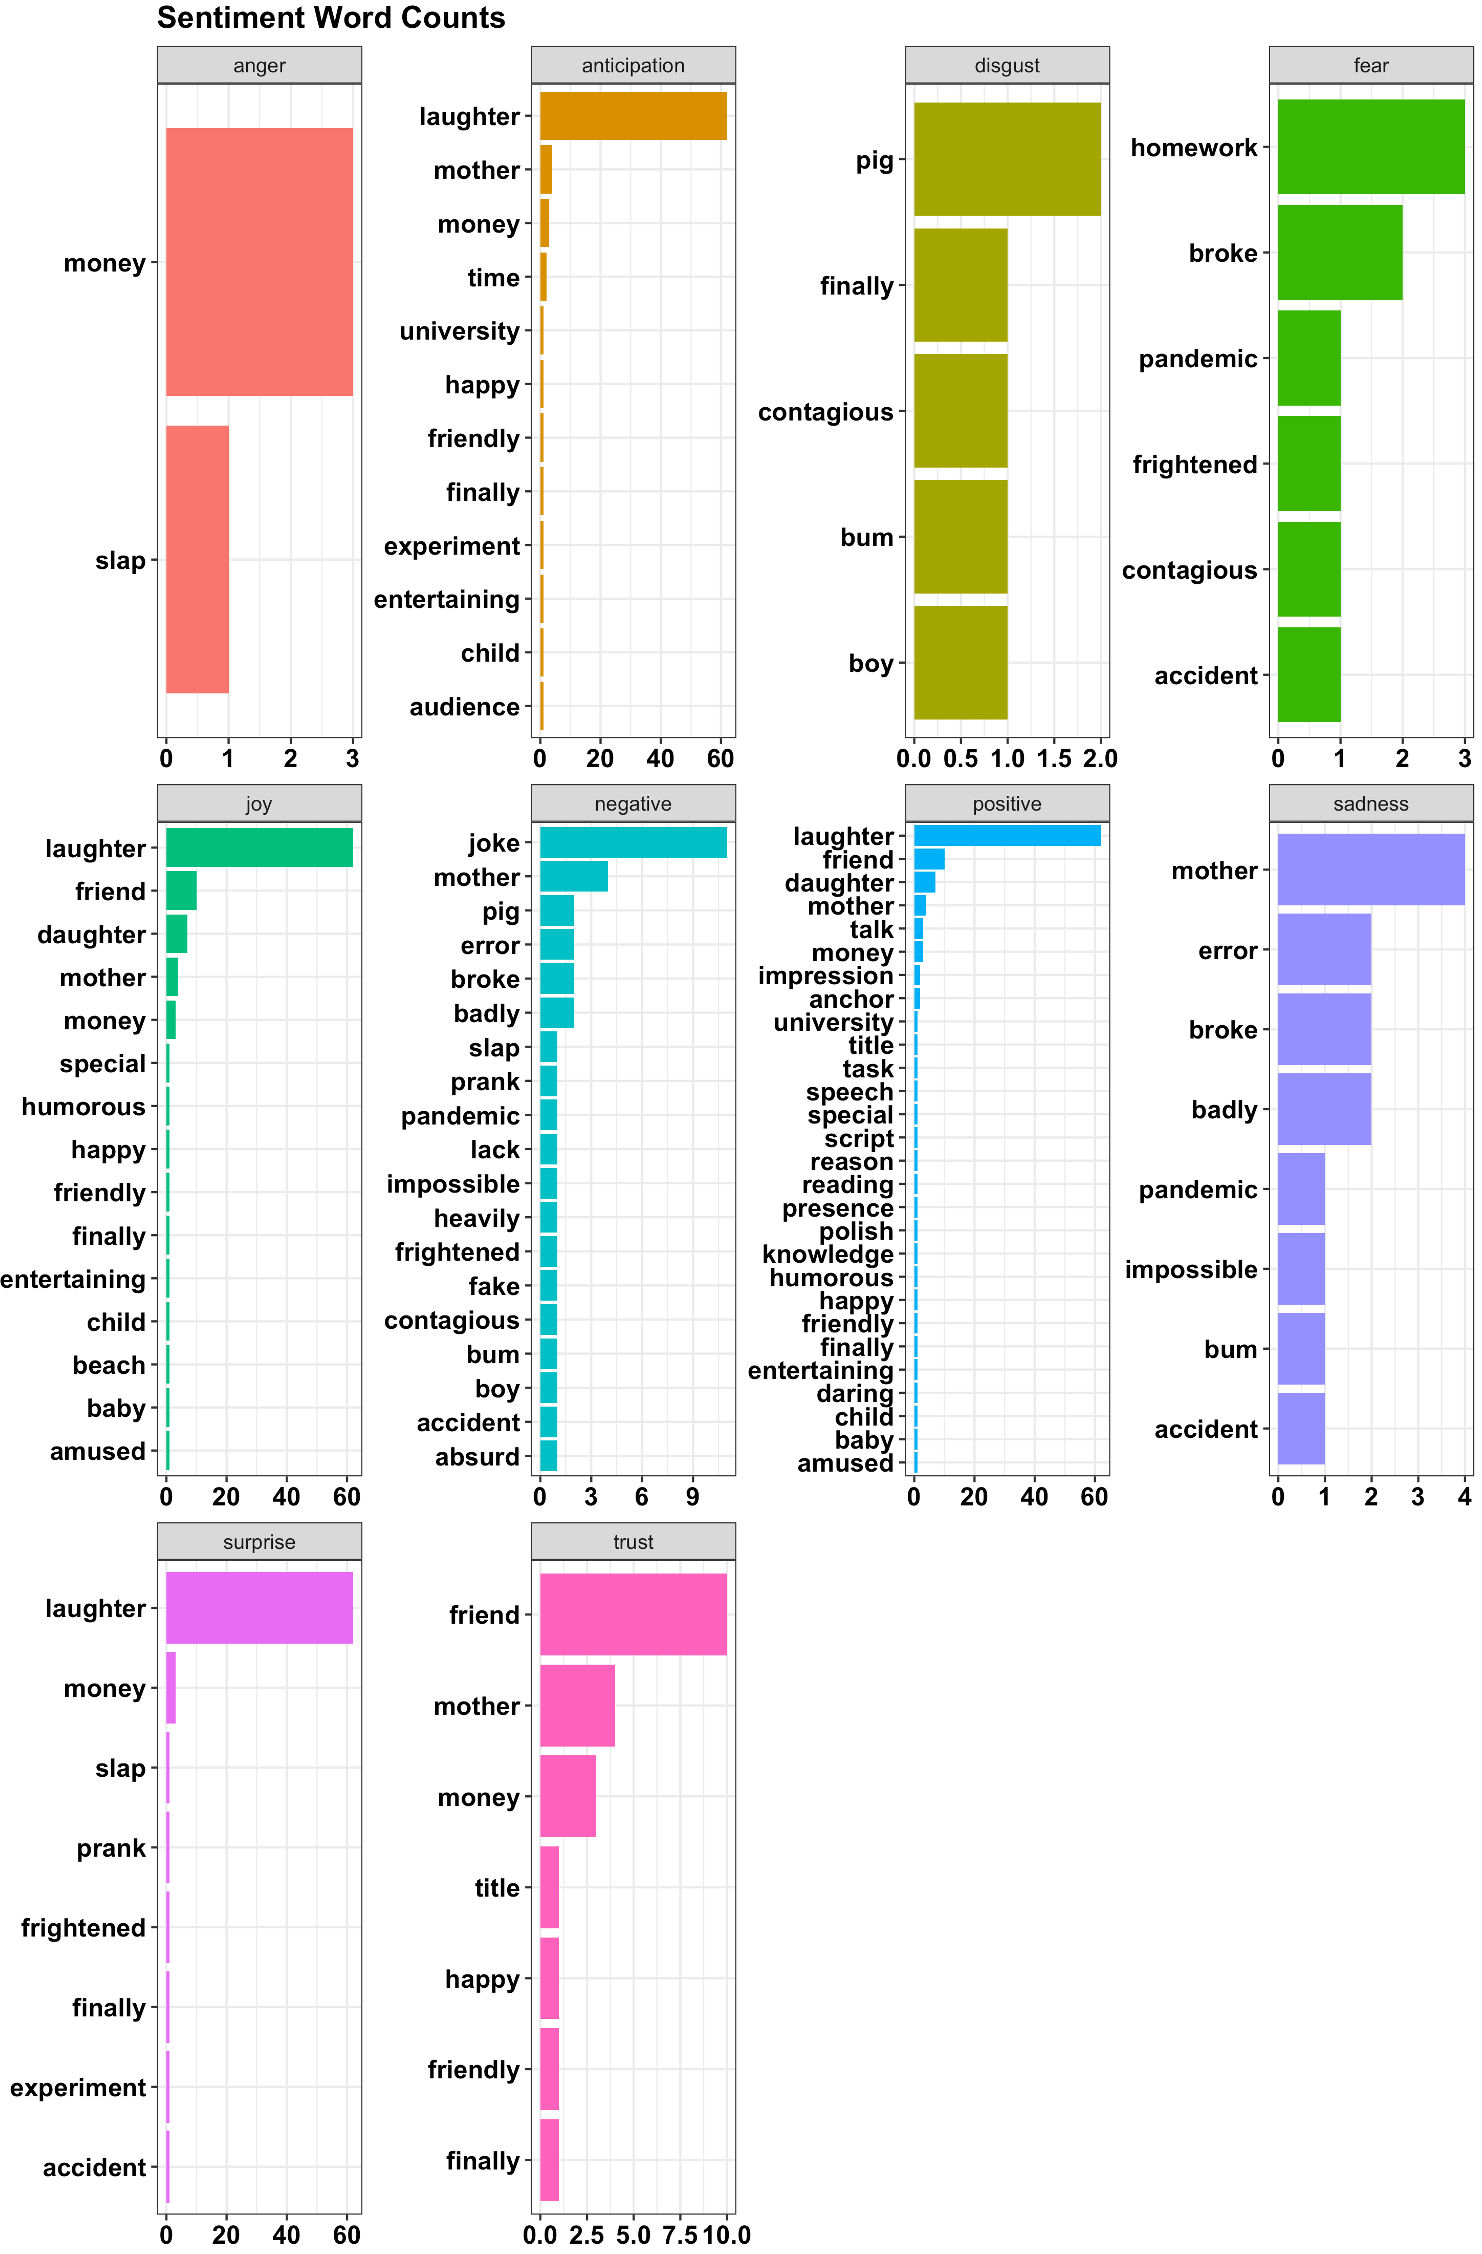 Sentiment Word Counts
anger
money
slap
0 1 2 3
anticipation
laughter
mother
money
time
university
happy
friendly
finally
experiment
entertaining
child
audience
0 20 40 60
disgust
pig
finally
contagious
bum
boy
0.0 0.5 1.0 1.5 2.0
fear
homework
broke
pandemic
frightened
contagious
accident
0 1 2 3
joy
laughter
friend
daughter
mother
money
special
humorous
happy
friendly
finally
entertaining
child
beach
baby
amused
0 20 40 60
negative
joke
mother
pig
error
broke
badly
slap
prank
pandemic
lack
impossible
heavily
frightened
fake
contagious
bum
boy
accident
absurd
0 3 6 9
positive
laughter
friend
daughter
mother
talk
money
impression
anchor
university
title
task
speech
special
script
reason
reading
presence
polish
knowledge
humorous
happy
friendly
finally
entertaining
daring
child
baby
amused
0 20 40 60
sadness
mother
error
broke
badly
pandemic
impossible
bum
accident
0 1 2 3 4
surprise
laughter
money
slap
prank
frightened
finally
experiment
accident
0 20 40 60
trust
friend
mother
money
title
happy
friendly
finally
0.0 2.5 5.0 7.5 10.0